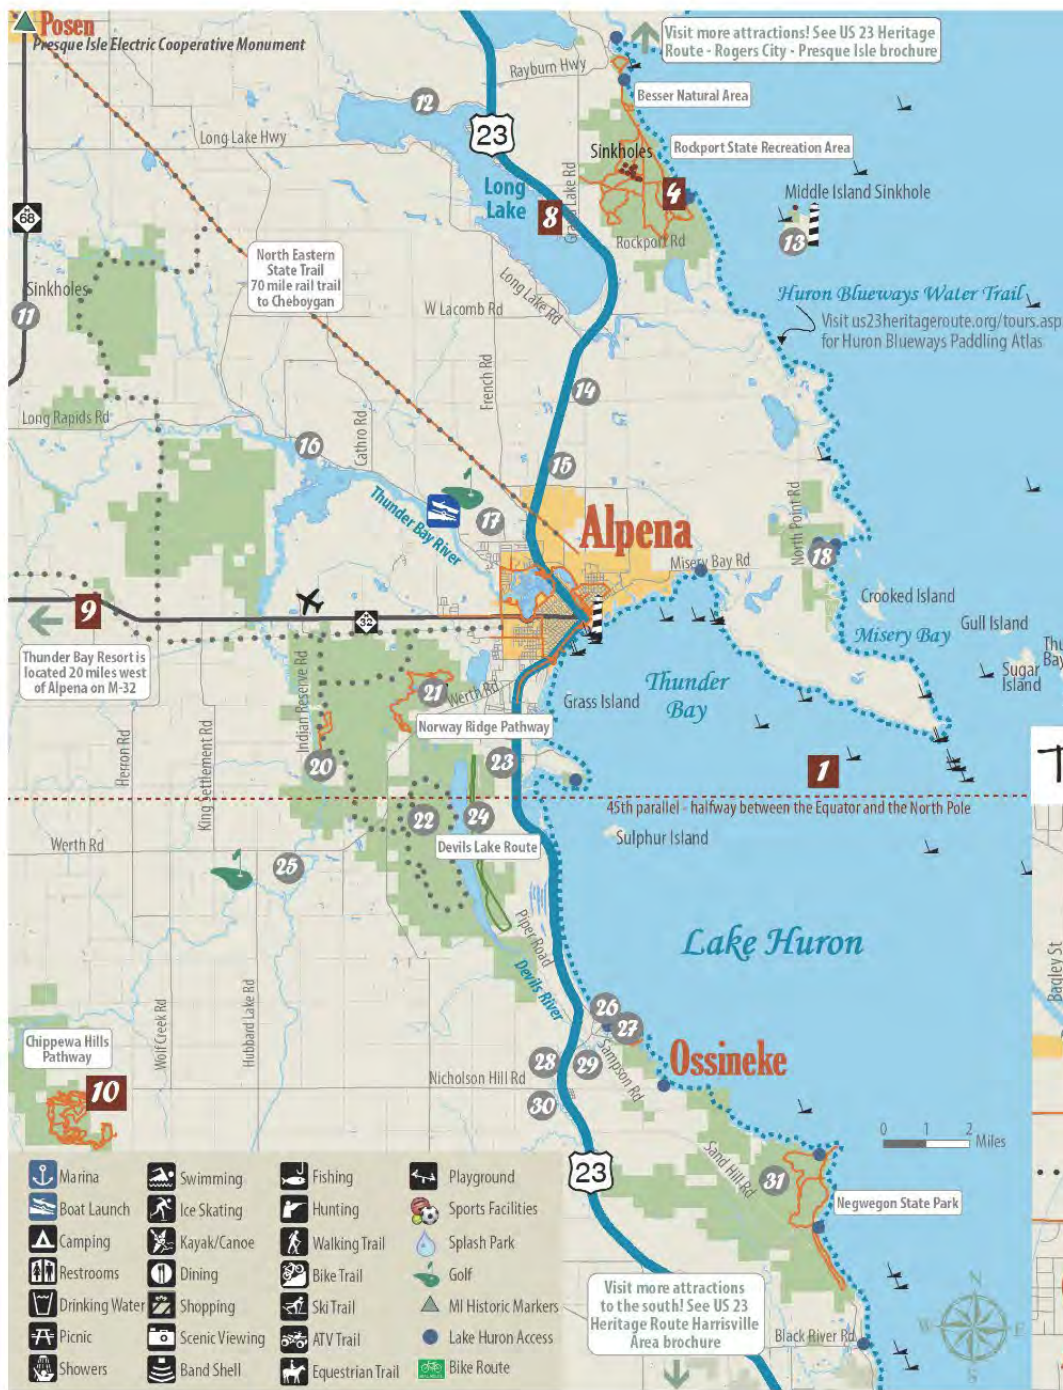 Posen
Presque Isle Electric Cooperative Monument
Visit more attractions! See US 23 Heritage
Route - Rogers City - Presque Isle brochure
Rayburn Hwy
Besser Natural Area
12
Long Lake Hwy
23
Sinkholes
Rockport State Recreation Area
Long
Lake
8
4
Middle Island Sinkhole
68
Grand Lake Rd
Rockport Rd
13
North Eastern
State Trail
70 mile rail trail
to Cheboygan
Sinkholes
11
Long Lake Rd
W Lacomb Rd
Huron Blueways Water Trail
Visit us23heritageroute.org/tours.asp
for Huron Blueways Paddling Atlas
French Rd
14
Long Rapids Rd
16
Cathro Rd
15
Thunder Bay River
17
Alpena
North Point Rd
Misery Bay Rd
18
Crooked Island
Misery Bay
Gull Island
9
32
Thunder Bay Resort is
located 20 miles west
of Alpena on M-32
Sugar
Island
Thu
Bay
Indian Reserve Rd
21
Werth Rd
Grass Island
Thunder
Bay
Norway Ridge Pathway
Herron Rd
King Settlement Rd
20
23
1
45th parallel - halfway between the Equator and the North Pole
22
24
Sulphur Island
Werth Rd
Devils Lake Route
25
Piper Road
Lake Huron
Devils River
Bagley St
Wolf Creek Rd
Hubbard Lake Rd
26
27
Chippewa Hills
Pathway
Ossineke
28
29
Sampson Rd
10
Nicholson Hill Rd
30
0 1 2
Miles
23
Sand Hill Rd
31
Negwegon State Park
Marina
Boat Launch
Camping
Restrooms
Drinking Water
Picnic
Showers
Swimming
Ice Skating
Kayak/Canoe
Dining
Shopping
Scenic Viewing
Band Shell
Fishing
Hunting
Walking Trail
Bike Trail
Ski Trail
ATV Trail
Equestrian Trail
Playground
Sports Facilities
Splash Park
Golf
MI Historic Markers
Lake Huron Access
Bike Route
Visit more attractions
to the south! See US 23
Heritage Route Harrisville
Area brochure
Black River Rd
N
W
E
S